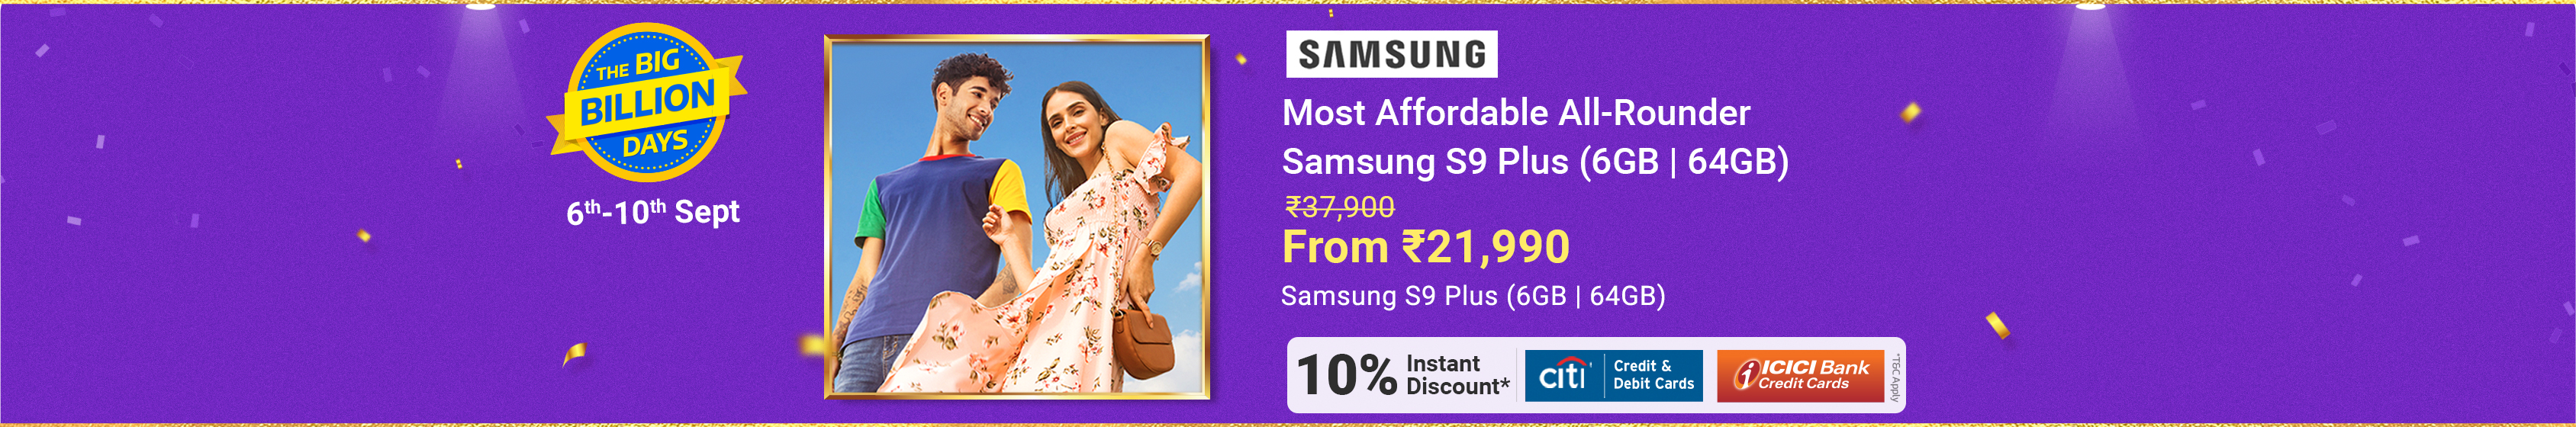 THE BIG
BILLION
DAYS
6th-10th Sept
SAMSUNG
Most Affordable All-Rounder
Samsung S9 Plus (6GB | 64GB)
₹37,900
From ₹21,990
Samsung S9 Plus (6GB | 64GB)
10% Instant
Discount*
citi
Credit &
Debit Cards
ICICI Bank
Credit Cards
*T&C Apply